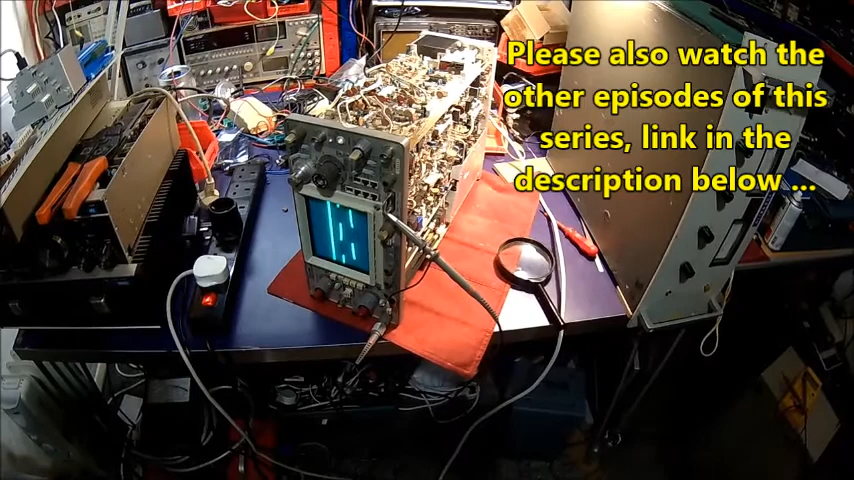 Please also watch the
other episodes of this
series, link in the
description below ...